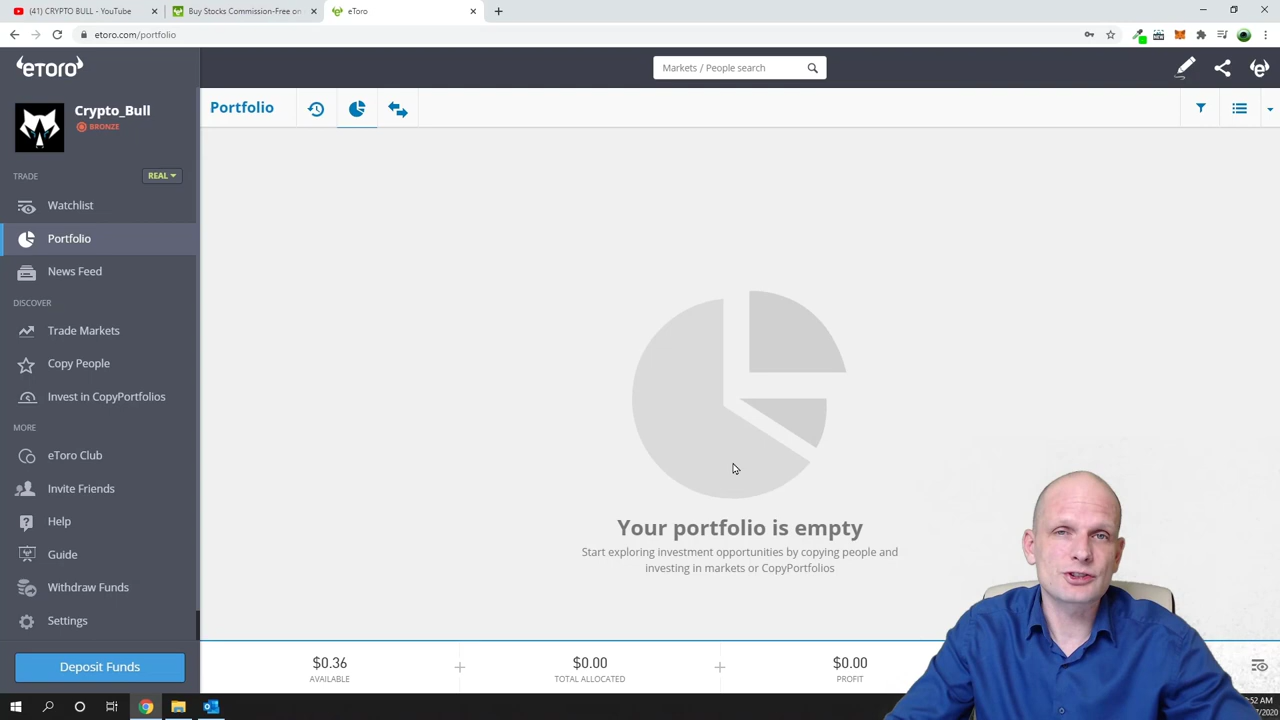 (41) CRYPTO BULL - YouTube
Buy Stocks Commission-Free on
eToro
etoro.com/portfolio
eTORO
Markets / People search
Crypto_Bull
BRONZE
Portfolio
TRADE
REAL
Watchlist
Portfolio
News Feed
DISCOVER
Trade Markets
Copy People
Invest in CopyPortfolios
MORE
eToro Club
Invite Friends
Help
Guide
Withdraw Funds
Settings
Deposit Funds
Your portfolio is empty
Start exploring investment opportunities by copying people and
investing in markets or CopyPortfolios
$0.36
AVAILABLE
$0.00
TOTAL ALLOCATED
$0.00
PROFIT